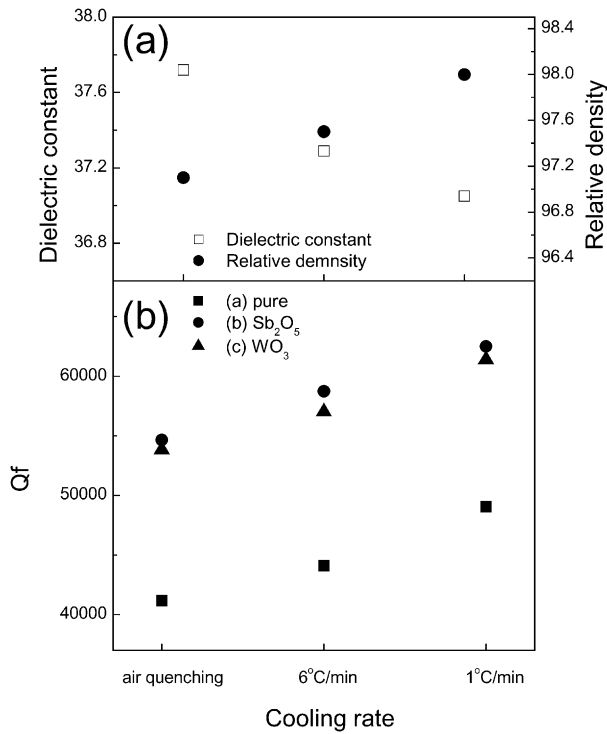 (a)
Dielectric constant
38.0
37.6
37.2
36.8
Relative density
98.4
98.0
97.6
97.2
96.8
96.4
□ Dielectric constant
● Relative demnsity
(b)
■ (a) pure
● (b) Sb₂O₅
▲ (c) WO₃
Qf
60000
50000
40000
air quenching 6°C/min 1°C/min
Cooling rate